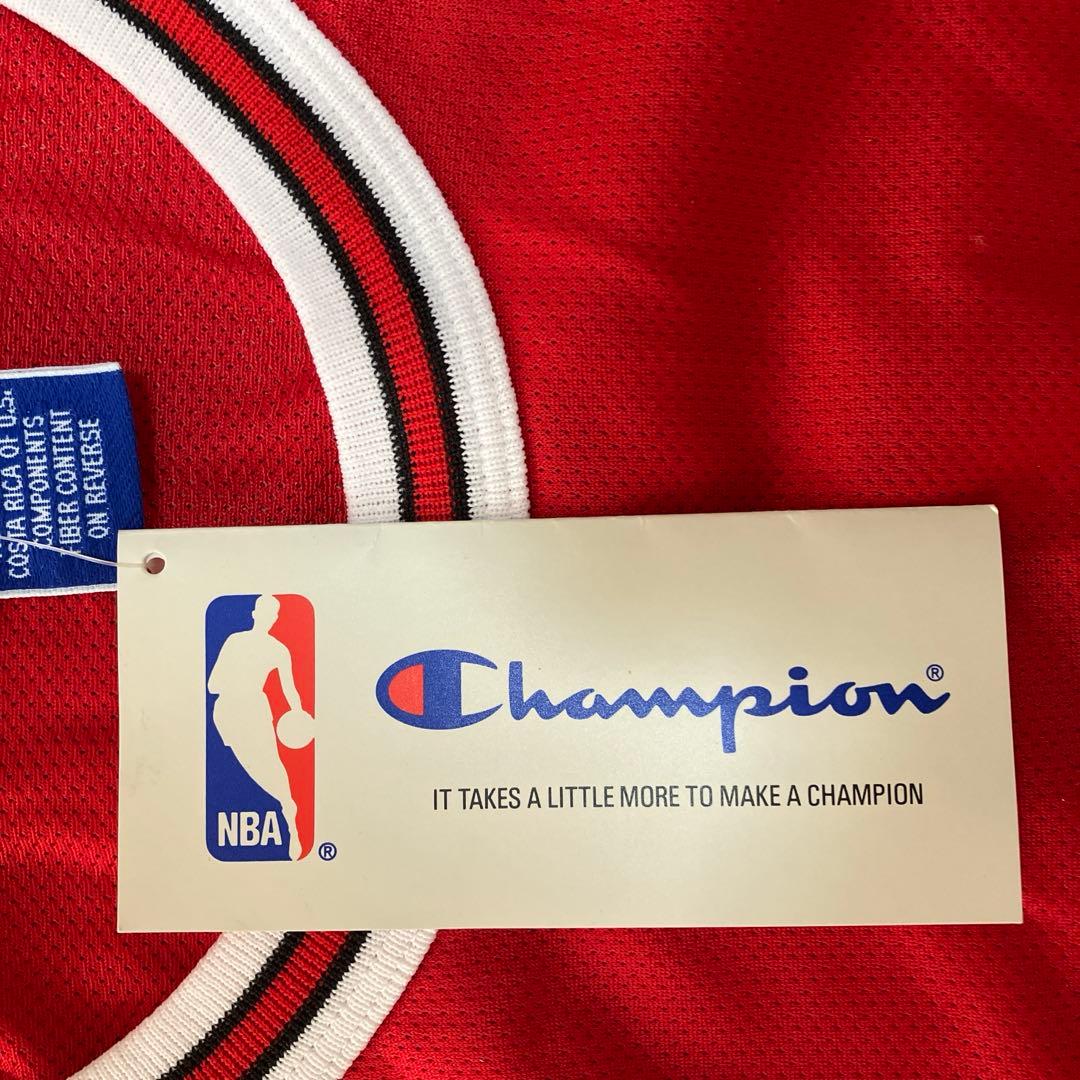 COSTA RICA OF U.S.
COMPONENTS
FIBER CONTENT
ON REVERSE
NBA ®
Champion®
IT TAKES A LITTLE MORE TO MAKE A CHAMPION